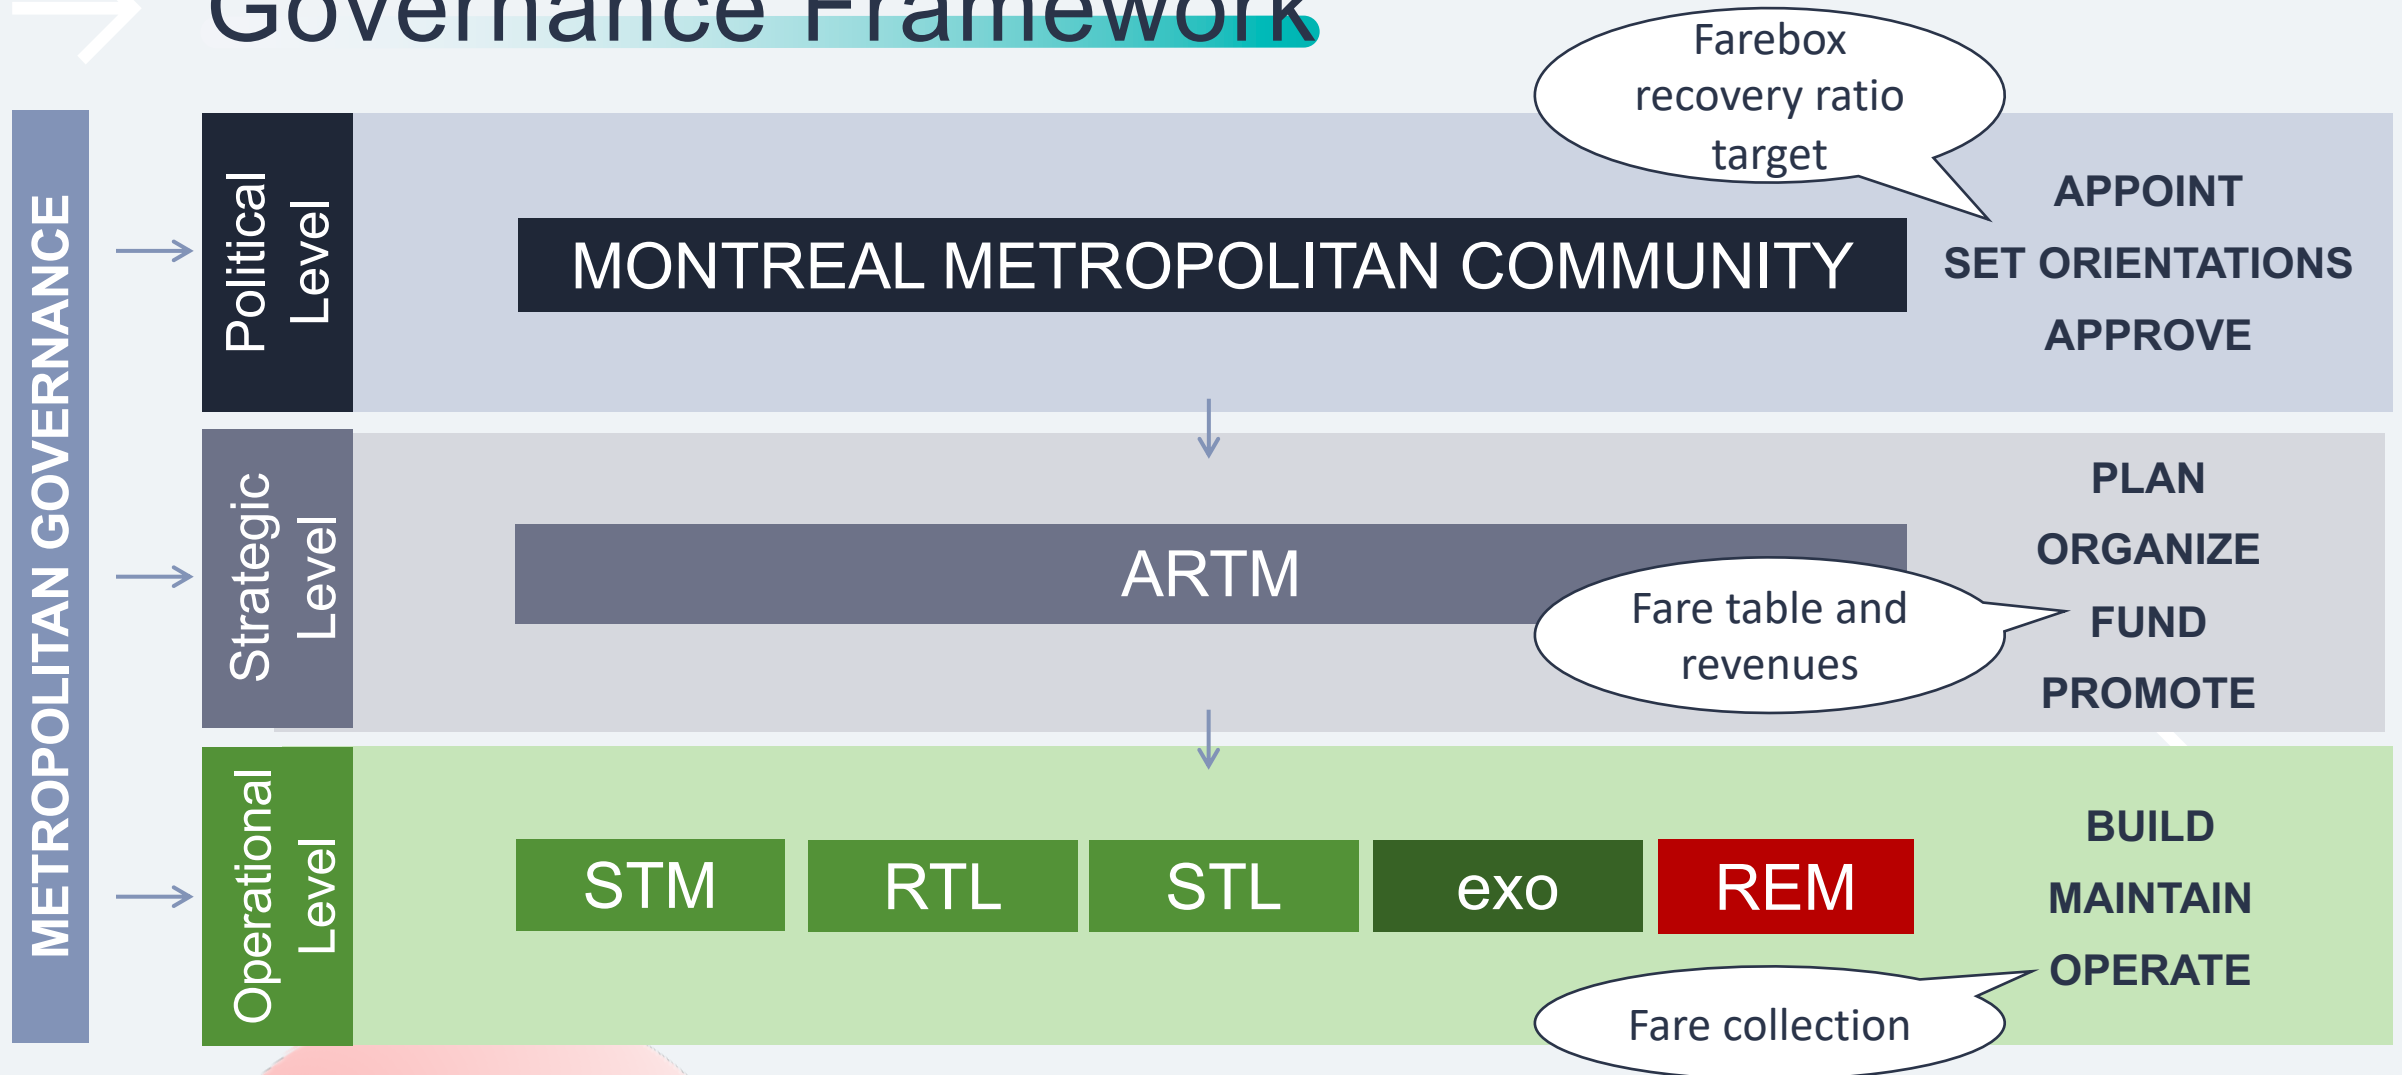 Governance Framework
Farebox
recovery ratio
target
METROPOLITAN GOVERNANCE
Political
Level
MONTREAL METROPOLITAN COMMUNITY
APPOINT
SET ORIENTATIONS
APPROVE
Strategic
Level
ARTM
Fare table and
revenues
PLAN
ORGANIZE
FUND
PROMOTE
Operational
Level
STM
RTL
STL
exo
REM
BUILD
MAINTAIN
OPERATE
Fare collection